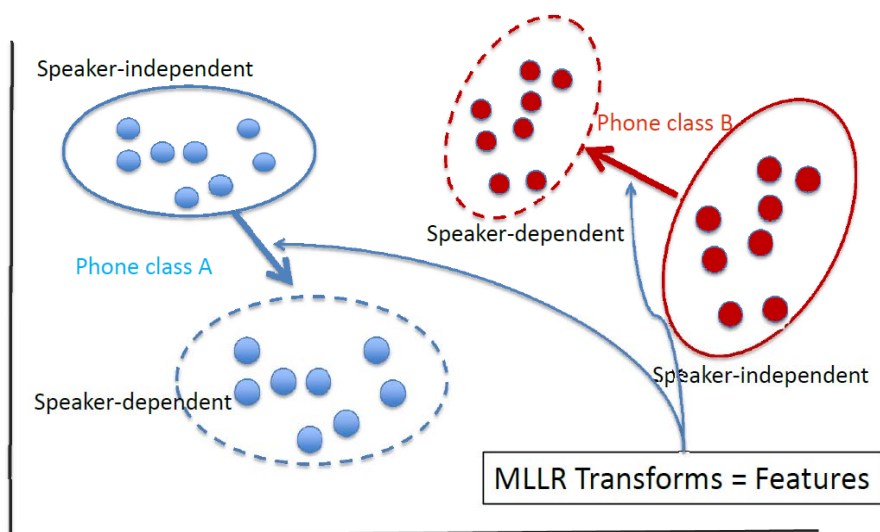 Speaker-independent
Phone class B
Speaker-dependent
Phone class A
Speaker-independent
Speaker-dependent
MLLR Transforms = Features